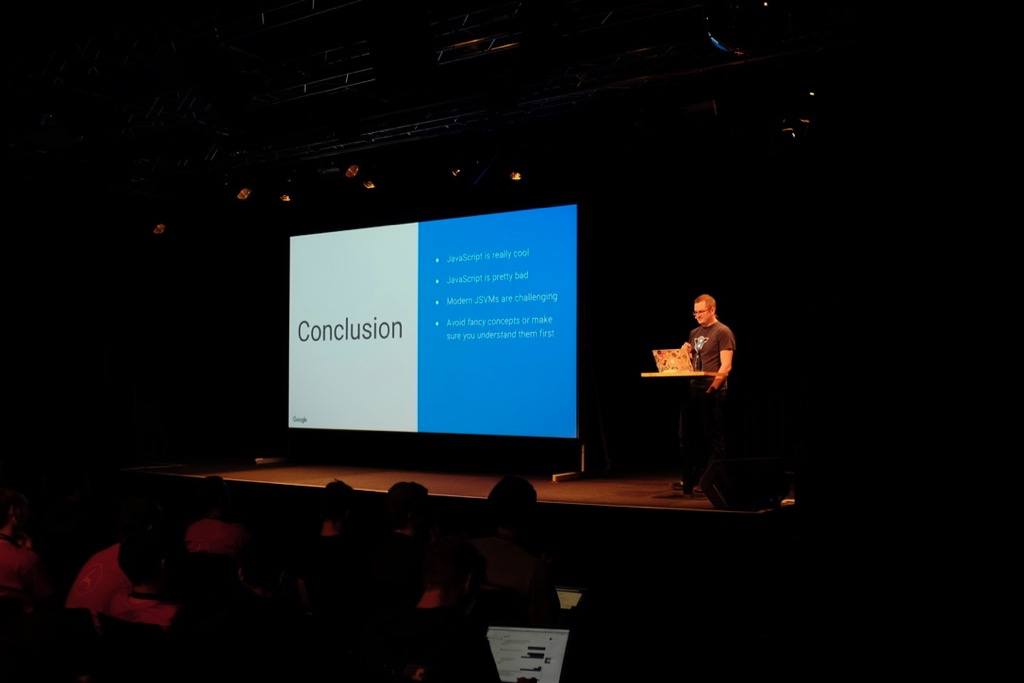 Conclusion
Google
JavaScript is really cool
JavaScript is pretty bad
Modern JSVMs are challenging
Avoid fancy concepts or make
sure you understand them first